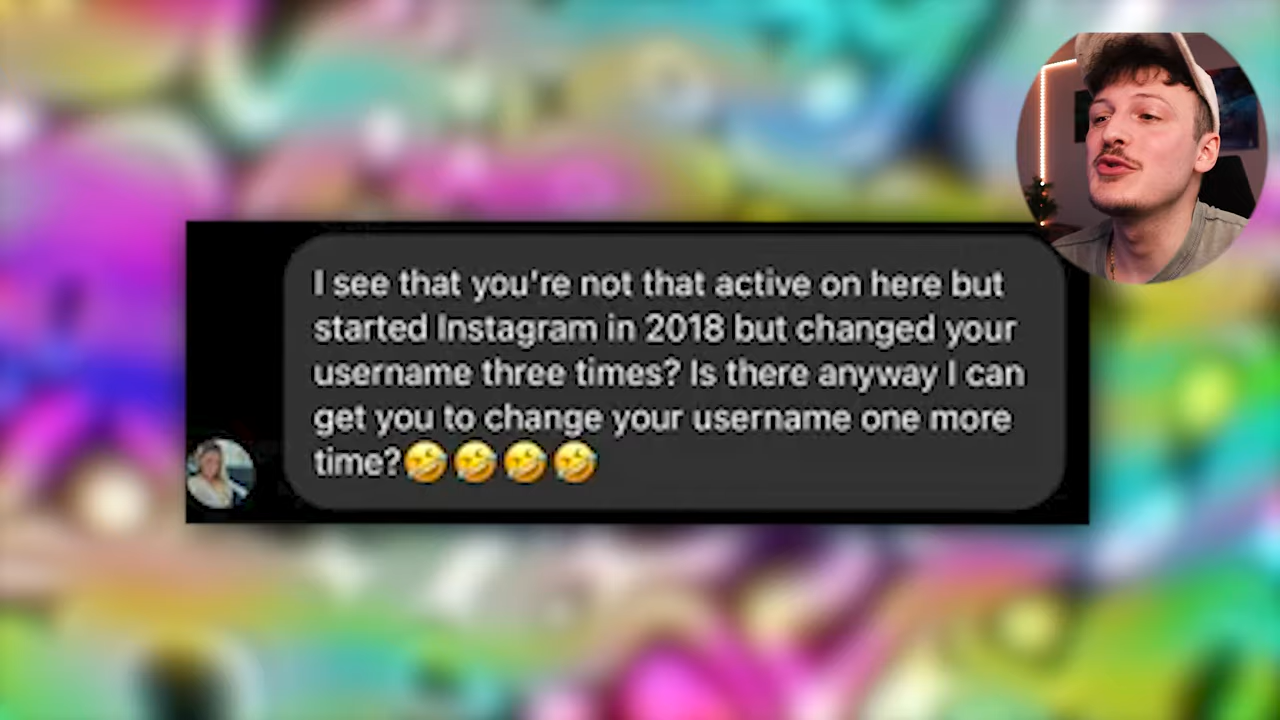 I see that you're not that active on here but
started Instagram in 2018 but changed your
username three times? Is there anyway I can
get you to change your username one more
time?🤣🤣🤣🤣